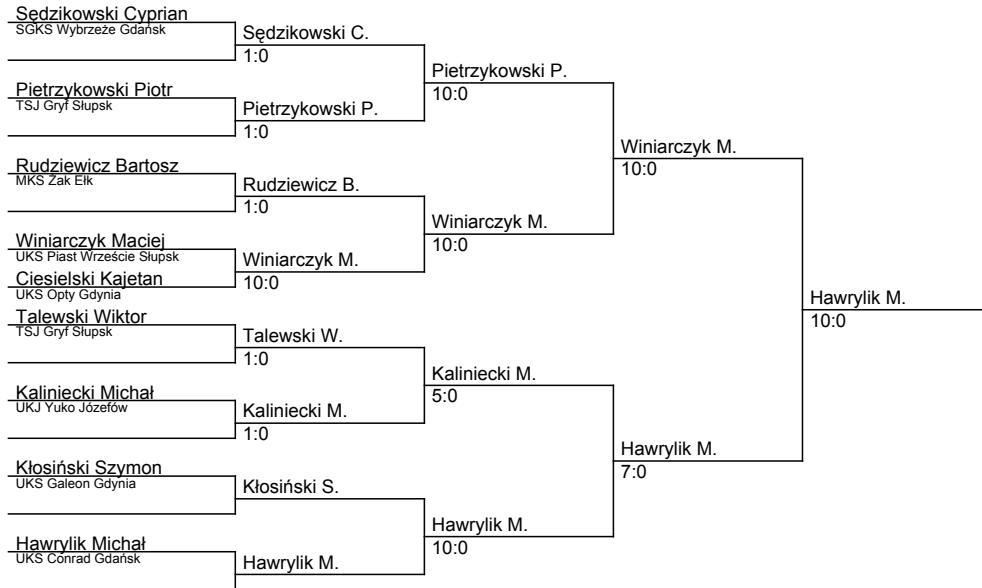 Sędzikowski Cyprian
SGKS Wybrzeże Gdańsk
Sędzikowski C.
1:0
Pietrzykowski P.
10:0
Pietrzykowski Piotr
TSJ Gryf Słupsk
Pietrzykowski P.
1:0
Winiarczyk M.
10:0
Rudziewicz Bartosz
MKS Żak Ełk
Rudziewicz B.
1:0
Winiarczyk M.
10:0
Winiarczyk Maciej
UKS Piast Wrzeście Słupsk
Winiarczyk M.
10:0
Ciesielski Kajetan
UKS Opty Gdynia
Hawrylik M.
10:0
Talewski Wiktor
TSJ Gryf Słupsk
Talewski W.
1:0
Kaliniecki M.
5:0
Kaliniecki Michał
UKJ Yuko Józefów
Kaliniecki M.
1:0
Hawrylik M.
7:0
Kłosiński Szymon
UKS Galeon Gdynia
Kłosiński S.
Hawrylik M.
10:0
Hawrylik Michał
UKS Conrad Gdańsk
Hawrylik M.